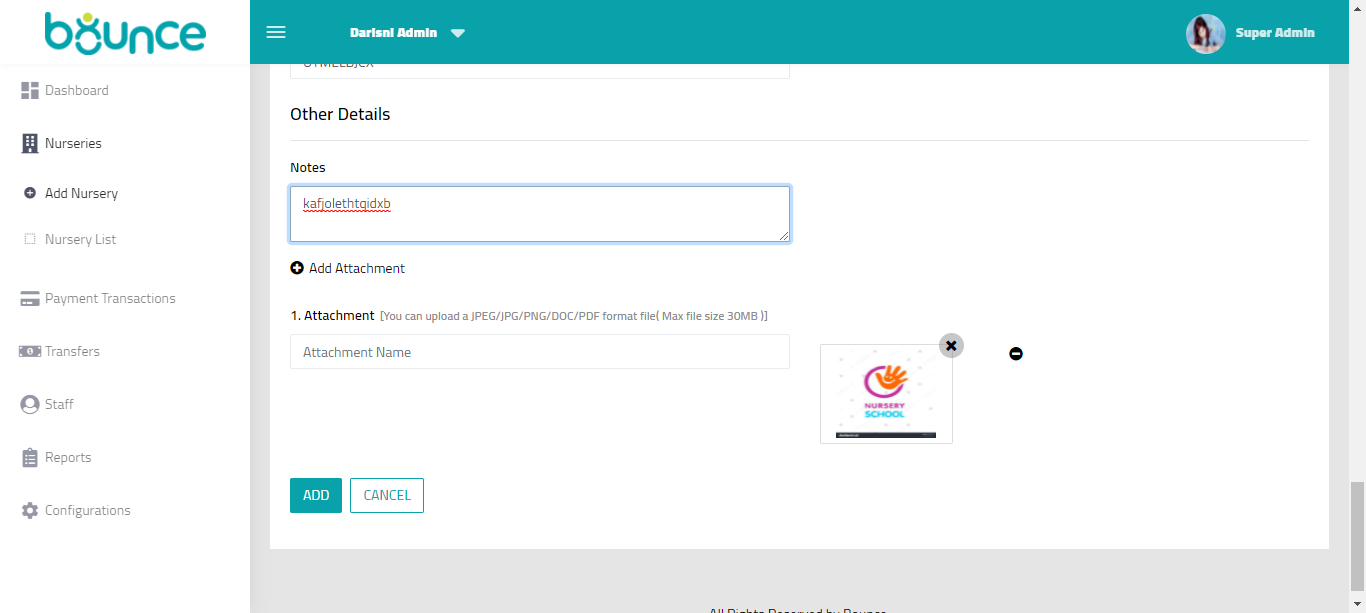 bounce
Darisni Admin
Super Admin
Dashboard
Nurseries
Add Nursery
Nursery List
Payment Transactions
Transfers
Staff
Reports
Configurations
Other Details
Notes
kafjolethtqidxb
Add Attachment
1. Attachment [You can upload a JPEG/JPG/PNG/DOC/PDF format file( Max file size 30MB )]
Attachment Name
NURSERY
SCHOOL
ADD
CANCEL
All Rights Reserved by Bounce